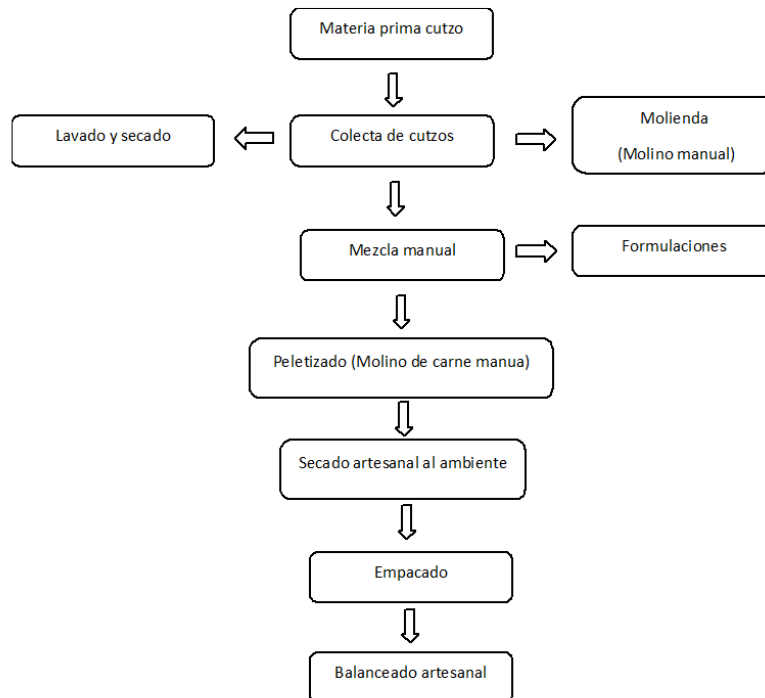 Materia prima cutzo
Lavado y secado
Colecta de cutzos
Molienda
(Molino manual)
Mezcla manual
Formulaciones
Peletizado (Molino de carne manua)
Secado artesanal al ambiente
Empacado
Balanceado artesanal